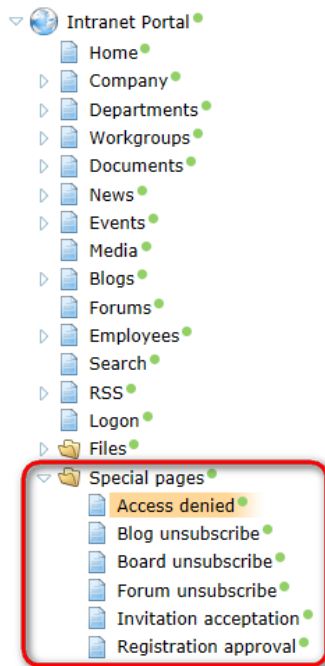 Intranet Portal
Home
Company
Departments
Workgroups
Documents
News
Events
Media
Blogs
Forums
Employees
Search
RSS
Logon
Files
Special pages
Access denied
Blog unsubscribe
Board unsubscribe
Forum unsubscribe
Invitation acceptation
Registration approval